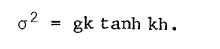 σ² = gk tanh kh.